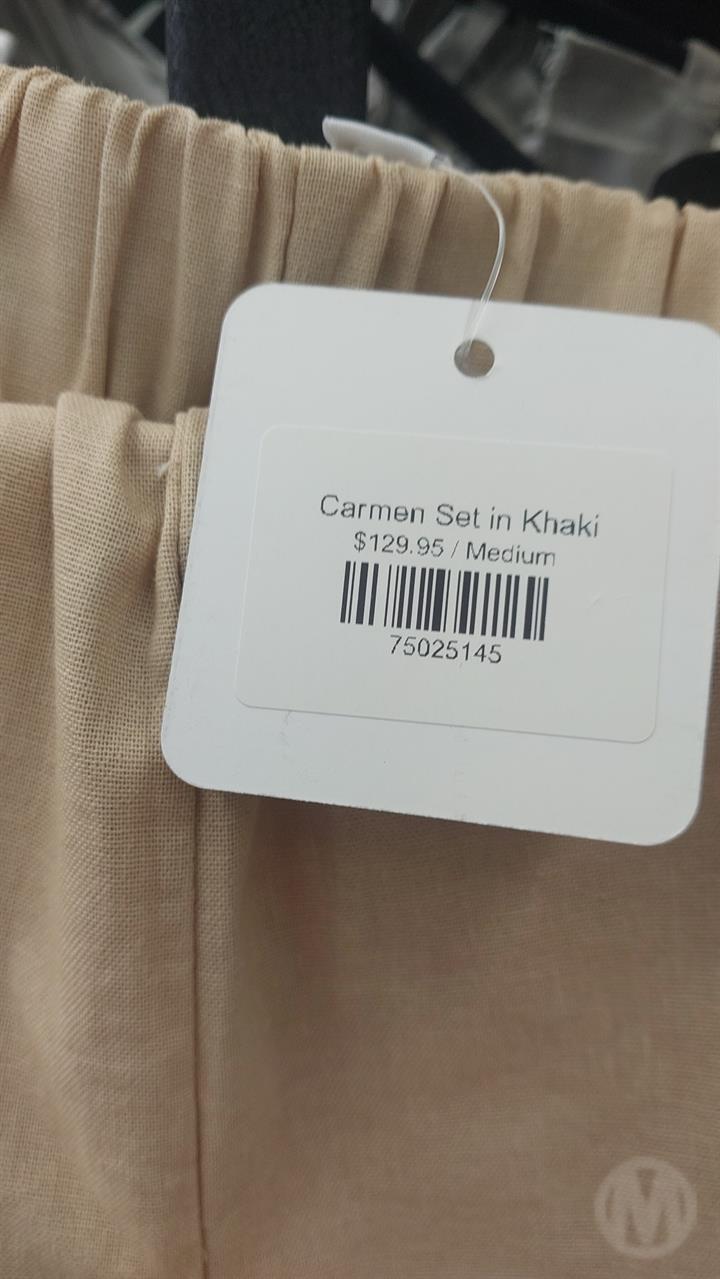 Carmen Set in Khaki
$129.95 / Medium
75025145
M